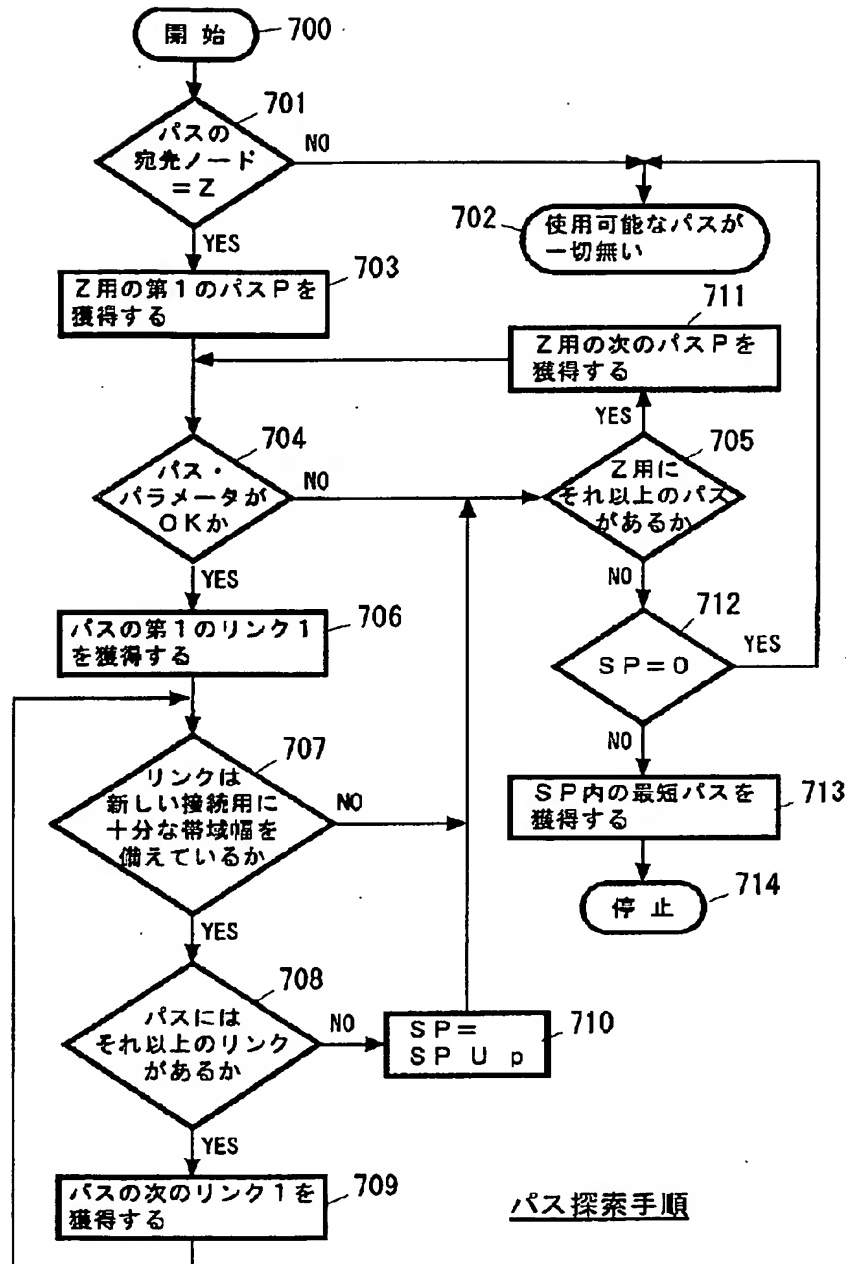 開始
700
701
パスの
宛先ノード
=Z
NO
YES
702
使用可能なパスが
一切無い
703
Z用の第1のパスPを
獲得する
711
Z用の次のパスPを
獲得する
YES
704
パス・
パラメータが
OKか
NO
YES
705
Z用に
それ以上のパス
があるか
NO
706
パスの第1のリンク1
を獲得する
712
SP=0
YES
NO
707
リンクは
新しい接続用に
十分な帯域幅を
備えているか
NO
YES
713
SP内の最短パスを
獲得する
714
停止
708
パスには
それ以上のリンク
があるか
NO
YES
710
SP=
SP U p
709
パスの次のリンク1を
獲得する
パス探索手順